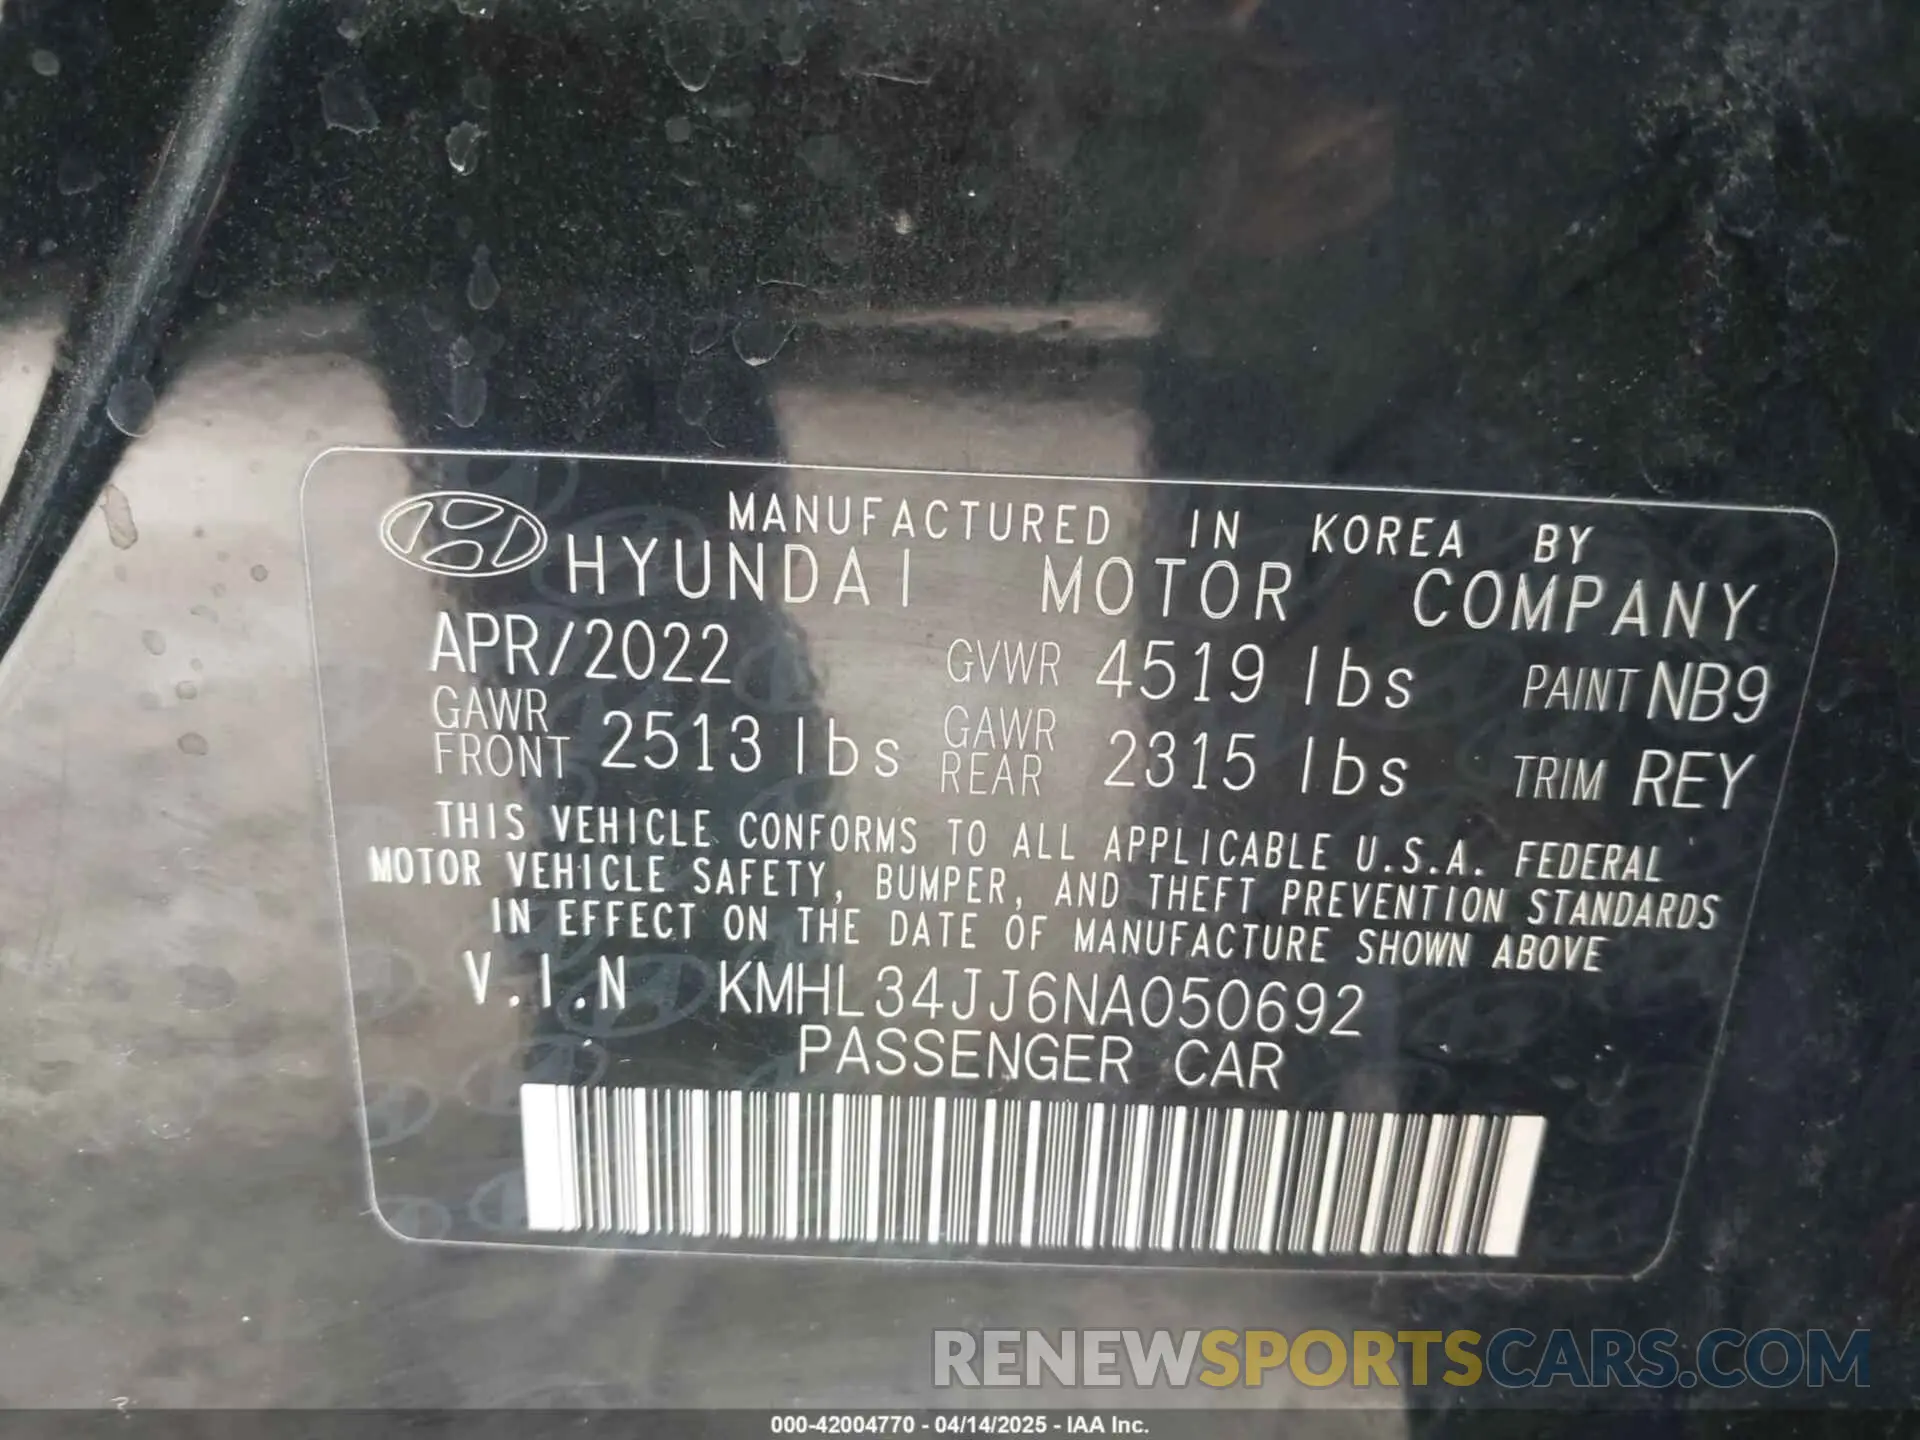 MANUFACTURED IN KOREA BY
HYUNDAI MOTOR COMPANY
APR/2022 GVWR 4519 lbs PAINT NB9
GAWR FRONT 2513 lbs GAWR REAR 2315 lbs TRIM REY
THIS VEHICLE CONFORMS TO ALL APPLICABLE U.S.A. FEDERAL
MOTOR VEHICLE SAFETY, BUMPER, AND THEFT PREVENTION STANDARDS
IN EFFECT ON THE DATE OF MANUFACTURE SHOWN ABOVE
V.I.N KMHL34JJ6NA050692
PASSENGER CAR
RENEWSPORTSCARS.COM
000-42004770 - 04/14/2025 - IAA Inc.